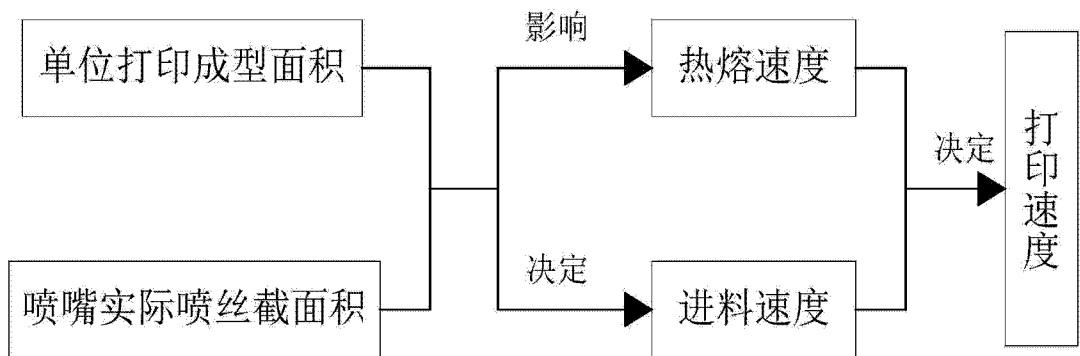 单位打印成型面积
影响
热熔速度
决定
打印速度
喷嘴实际喷丝截面积
决定
进料速度